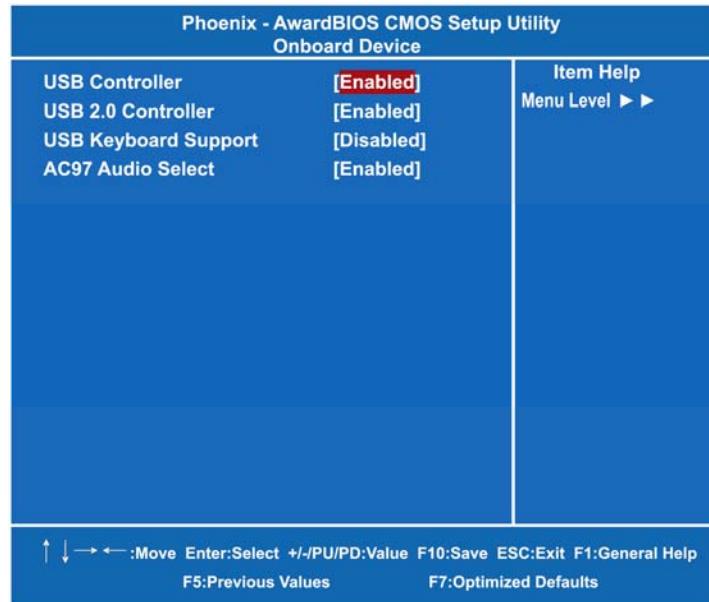 Phoenix - AwardBIOS CMOS Setup Utility
Onboard Device
USB Controller [Enabled]
USB 2.0 Controller [Enabled]
USB Keyboard Support [Disabled]
AC97 Audio Select [Enabled]
Item Help
Menu Level ►►
↑ ↓ → ← :Move Enter:Select +/-/PU/PD:Value F10:Save ESC:Exit F1:General Help
F5:Previous Values F7:Optimized Defaults